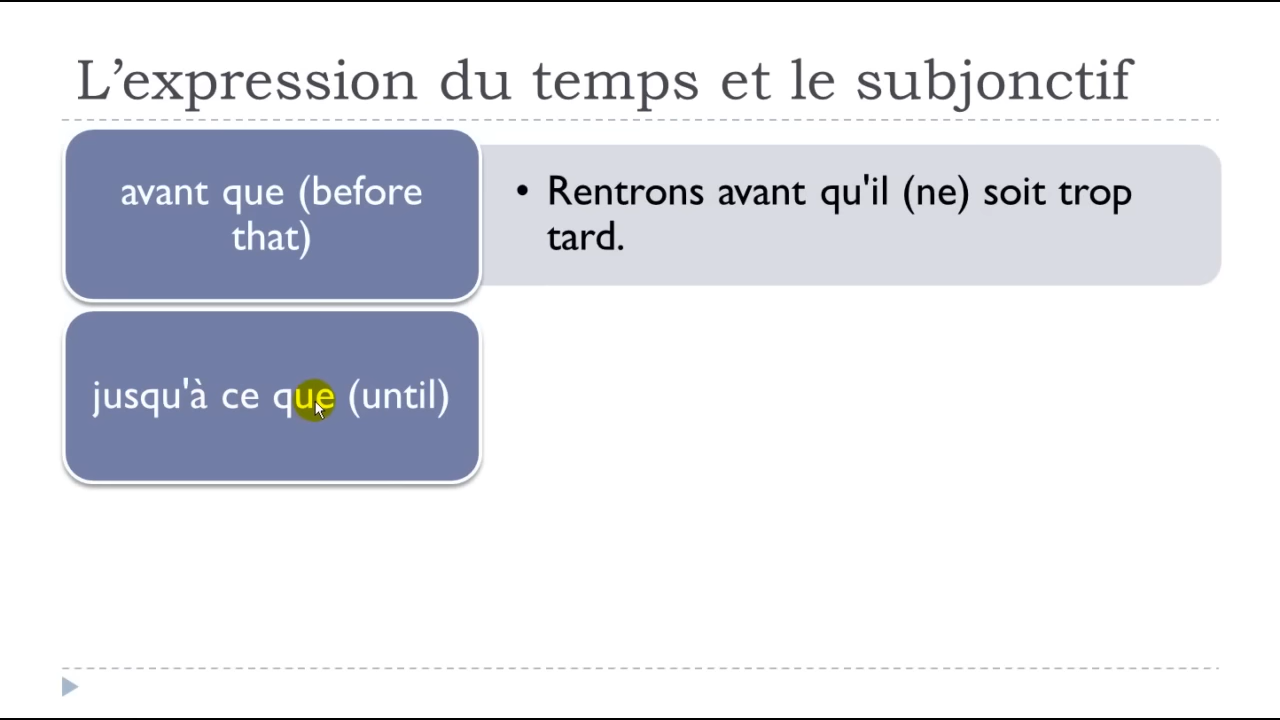 L’expression du temps et le subjonctif
avant que (before
that)
• Rentrons avant qu'il (ne) soit trop
tard.
jusqu'à ce que (until)